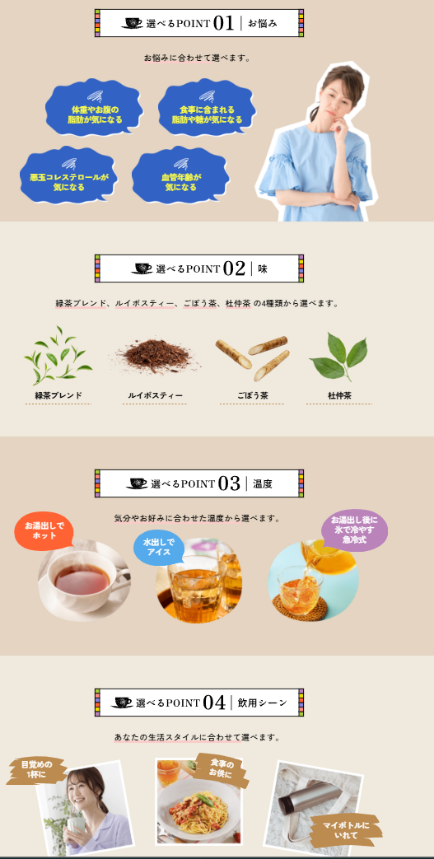 選べるPOINT 01 お悩み
お悩みに合わせて選べます。
体重やお腹の
脂肪が気になる
食事に含まれる
脂肪や糖が気になる
悪玉コレステロールが
気になる
血管年齢が
気になる
選べるPOINT 02 味
緑茶ブレンド、ルイボスティー、ごぼう茶、杜仲茶 の4種類から選べます。
緑茶ブレンド
ルイボスティー
ごぼう茶
杜仲茶
選べるPOINT 03 温度
気分やお好みに合わせた温度から選べます。
お湯出しで
ホット
水出しで
アイス
お湯出し後に
氷で冷やす
急冷式
選べるPOINT 04 飲用シーン
あなたの生活スタイルに合わせて選べます。
目覚めの
1杯に
食事の
お供に
マイボトルに
いれて